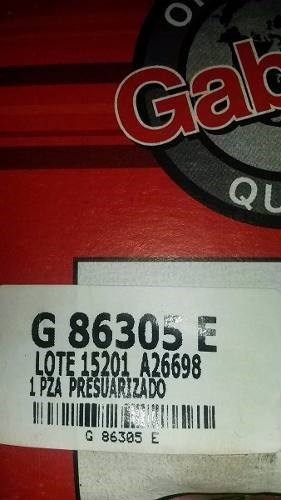 Gab
QU
G 86305 E
LOTE 15201 A26698
1 PZA PRESUARIZADO
G 86305 E